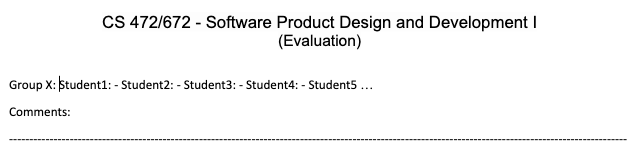 CS 472/672 - Software Product Design and Development I
(Evaluation)
Group X: Student1: - Student2: - Student3: - Student4: - Student5 …
Comments: